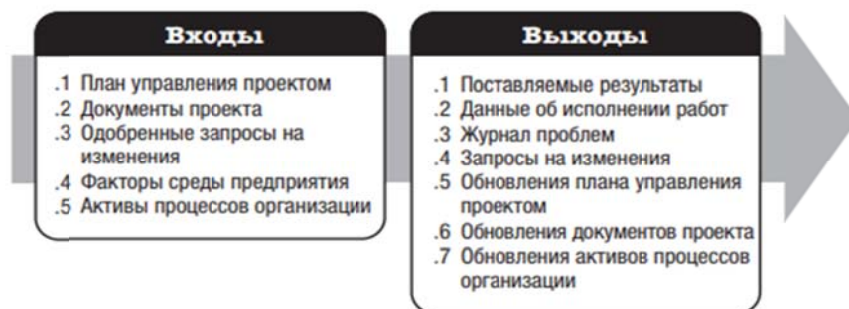 Входы
.1 План управления проектом
.2 Документы проекта
.3 Одобренные запросы на
изменения
.4 Факторы среды предприятия
.5 Активы процессов организации
Выходы
.1 Поставляемые результаты
.2 Данные об исполнении работ
.3 Журнал проблем
.4 Запросы на изменения
.5 Обновления плана управления
проектом
.6 Обновления документов проекта
.7 Обновления активов процессов
организации